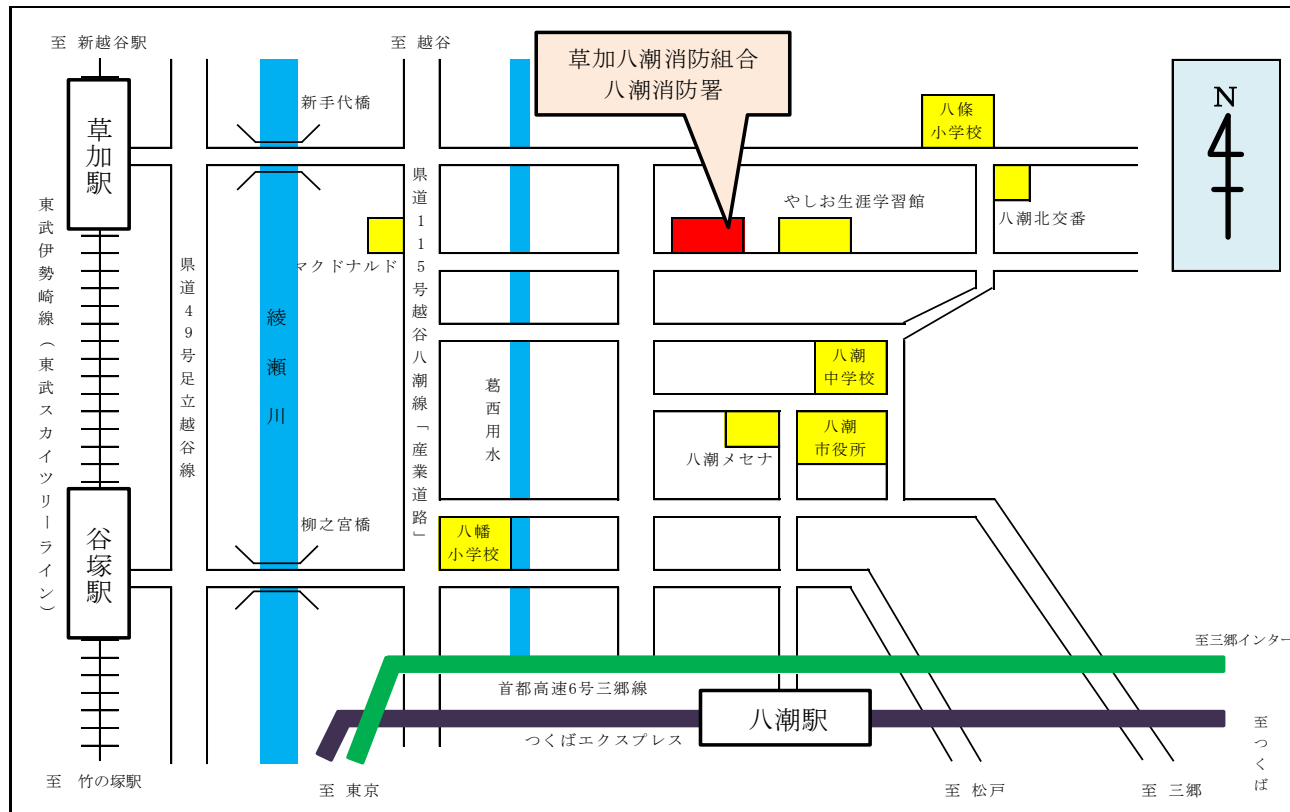 至 新越谷駅
至 越谷
草加八潮消防組合
八潮消防署
N
草加駅
新手代橋
八條
小学校
やしお生涯学習館
八潮北交番
マクドナルド
東武伊勢崎線（東武スカイツリーライン）
県道49号足立越谷線
綾瀬川
県道115号越谷八潮線「産業道路」
葛西用水
八潮
中学校
八潮メセナ
八潮
市役所
谷塚駅
柳之宮橋
八幡
小学校
至三郷インター
首都高速6号三郷線
八潮駅
つくばエクスプレス
至つくば
至 竹の塚駅
至 東京
至 松戸
至 三郷